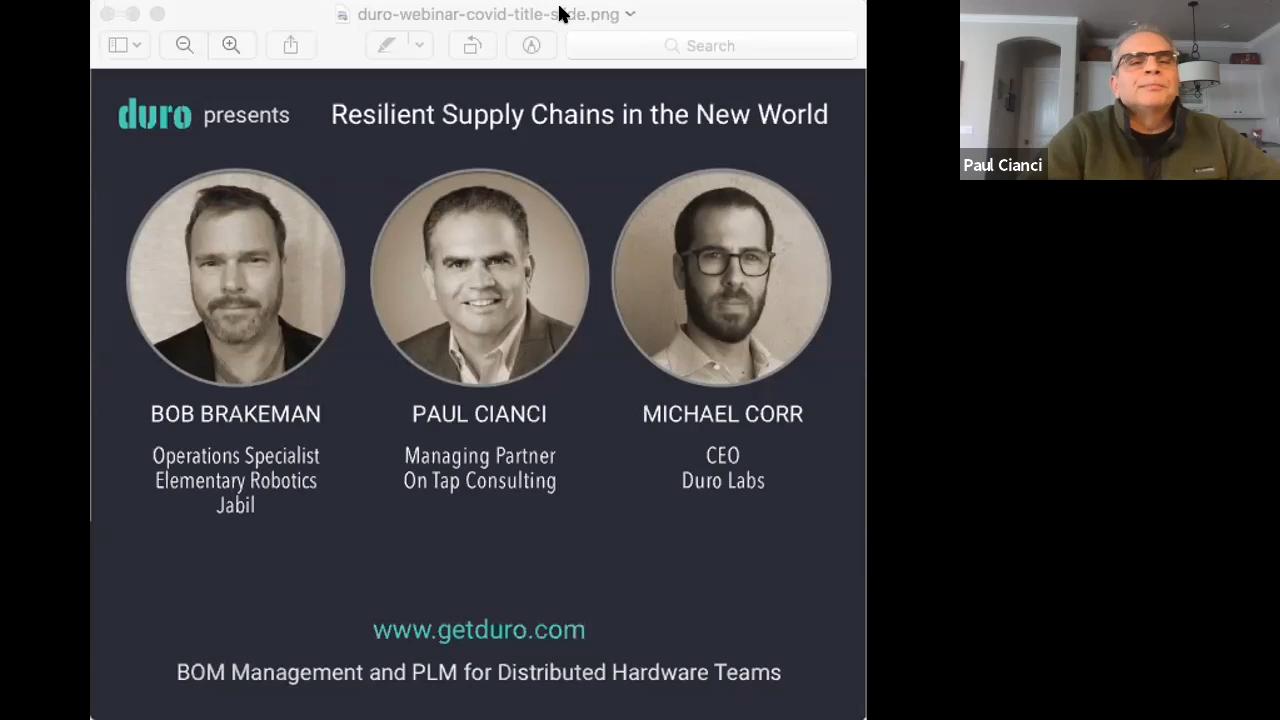 duro-webinar-covid-title-slide.png
Search
duro presents Resilient Supply Chains in the New World
Paul Cianci
BOB BRAKEMAN
Operations Specialist
Elementary Robotics
Jabil
PAUL CIANCI
Managing Partner
On Tap Consulting
MICHAEL CORR
CEO
Duro Labs
www.getduro.com
BOM Management and PLM for Distributed Hardware Teams